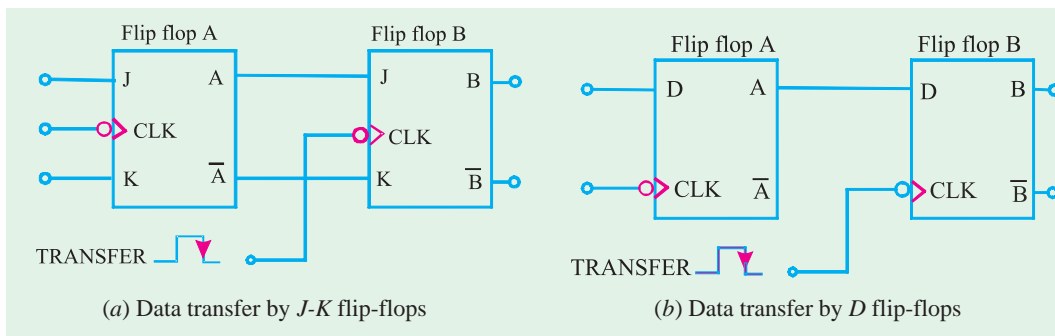 Flip flop A
Flip flop B
J A
J B
CLK
CLK
K A̅
K B̅
TRANSFER
(a) Data transfer by J-K flip-flops
Flip flop A
Flip flop B
D A
D B
CLK A̅
CLK B̅
TRANSFER
(b) Data transfer by D flip-flops